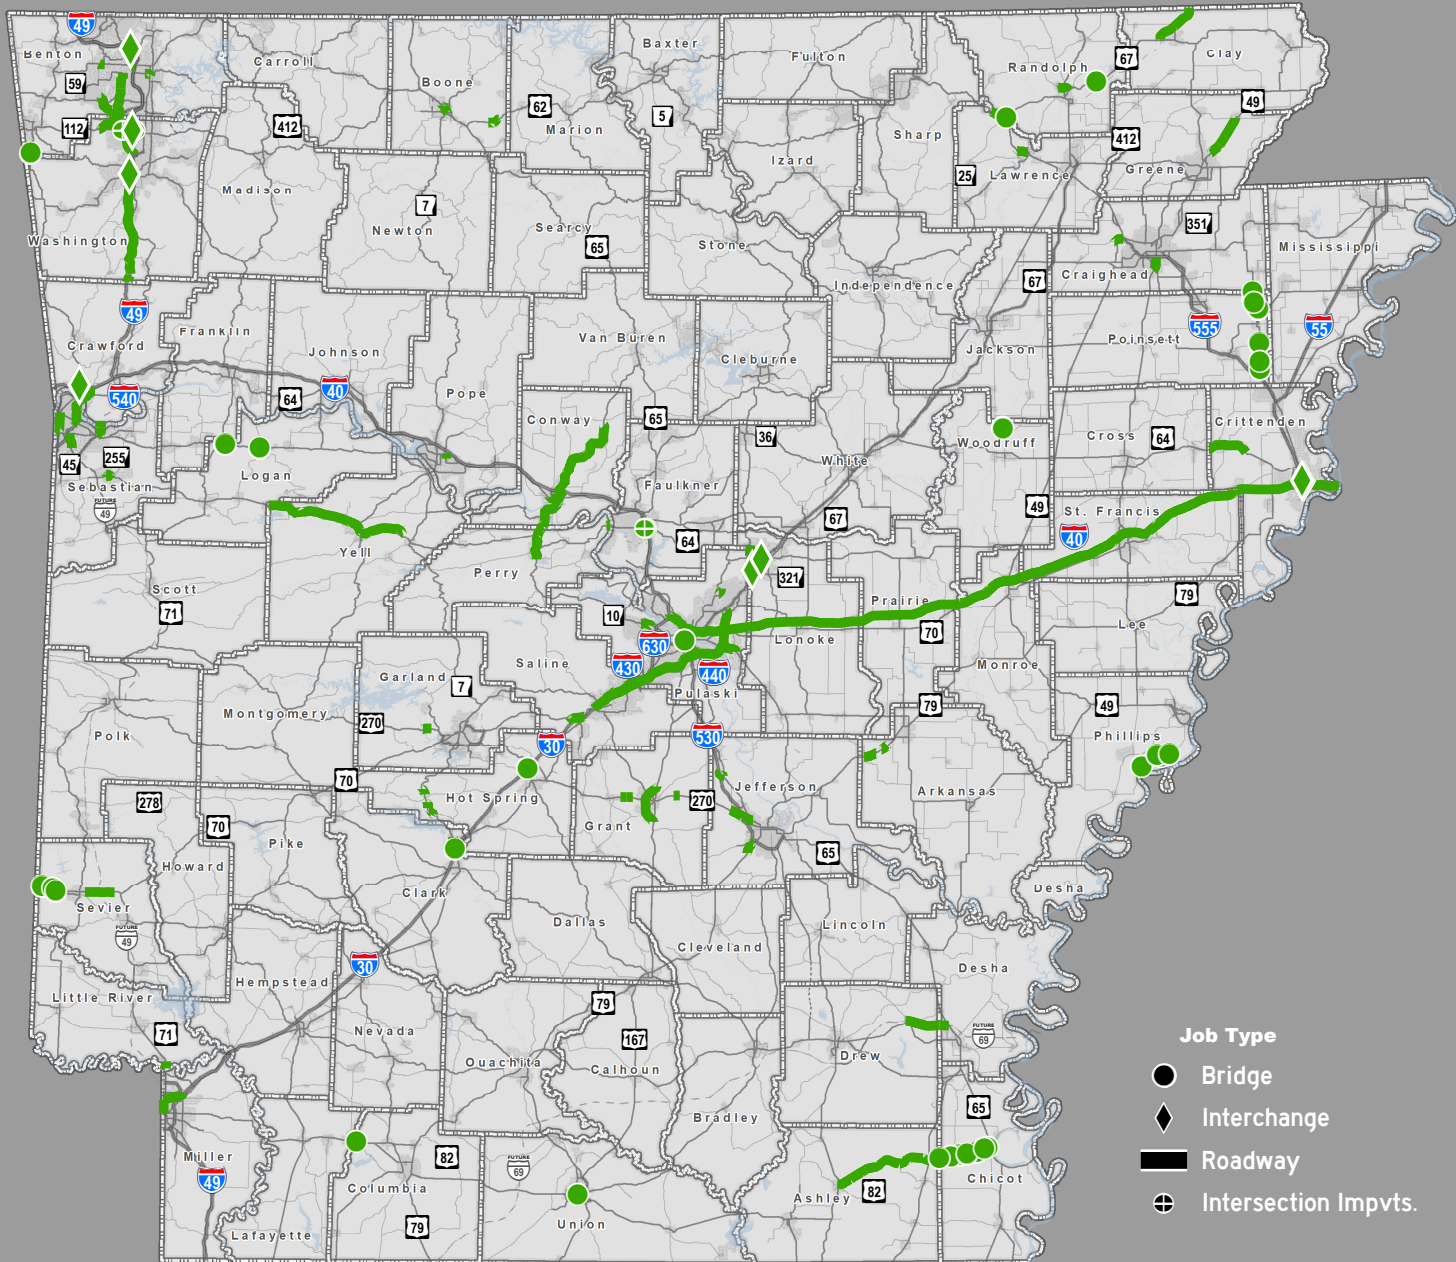 49
Benton
Carroll
Boone
Baxter
Fulton
Randolph
67
Clay
59
62
Marion
5
49
112
412
Sharp
412
Izard
25
Lawrence
Greene
Madison
7
Newton
Searcy
65
Stone
351
Mississippi
Washington
Independence
67
Craighead
49
Franklin
Crawford
Johnson
Van Buren
Cleburne
Jackson
Poinsett
555
55
540
64
40
Pope
Conway
65
36
Woodruff
Cross
64
Crittenden
45
255
Sebastian
Logan
White
Faulkner
FUTURE
49
67
49
St. Francis
40
64
Yell
Perry
321
Scott
71
10
Prairie
79
Lee
70
630
Lonoke
430
440
Saline
Monroe
Garland
7
Pulaski
Montgomery
270
79
49
Polk
30
530
Phillips
70
278
Hot Spring
270
Jefferson
Arkansas
70
Grant
65
Pike
Howard
Clark
Desha
Sevier
Dallas
Lincoln
FUTURE
49
Cleveland
30
Desha
Hempstead
Little River
79
71
Nevada
167
FUTURE
69
Drew
Ouachita
Calhoun
65
Bradley
Miller
82
FUTURE
69
49
Columbia
82
Chicot
Ashley
79
Union
Lafayette
Job Type
Bridge
Interchange
Roadway
Intersection Impvts.